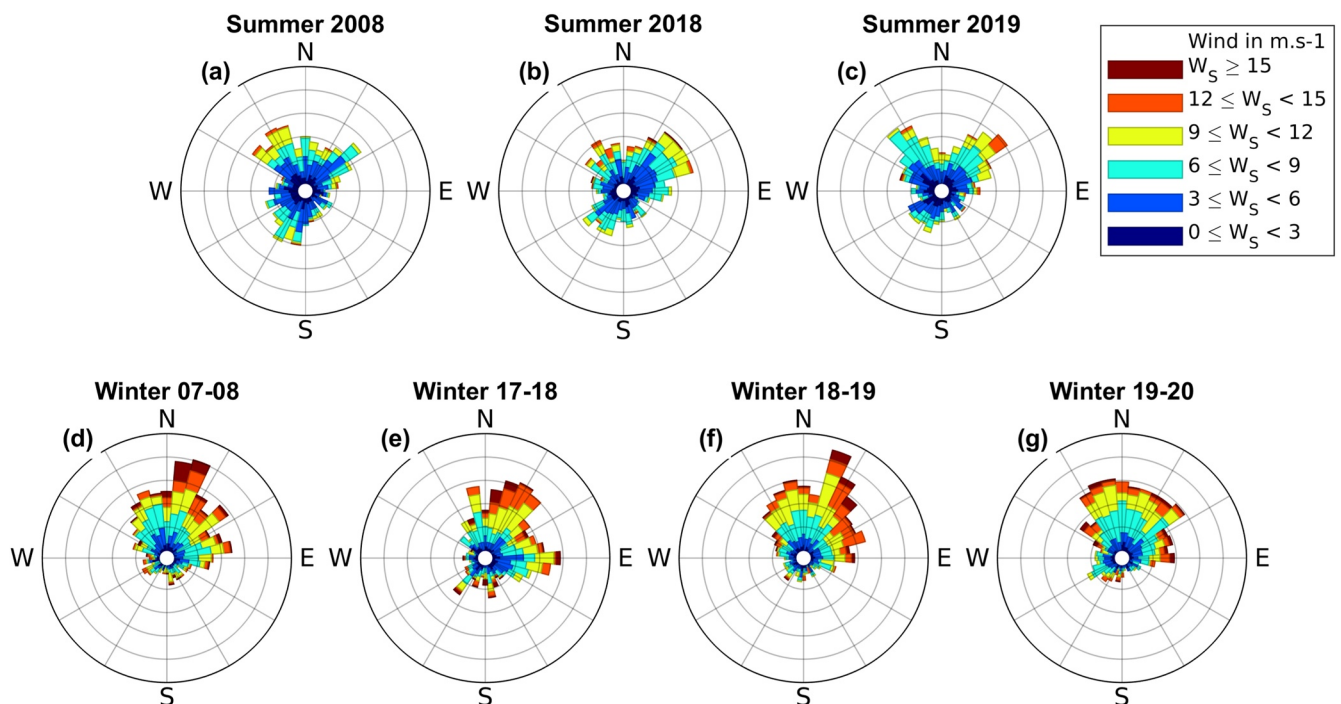 Summer 2008
Summer 2018
Summer 2019
(a)
N
W
E
S
(b)
N
W
E
S
(c)
N
W
E
S
Wind in m.s-1
W_S ≥ 15
12 ≤ W_S < 15
9 ≤ W_S < 12
6 ≤ W_S < 9
3 ≤ W_S < 6
0 ≤ W_S < 3
Winter 07-08
Winter 17-18
Winter 18-19
Winter 19-20
(d)
N
W
E
S
(e)
N
W
E
S
(f)
N
W
E
S
(g)
N
W
E
S